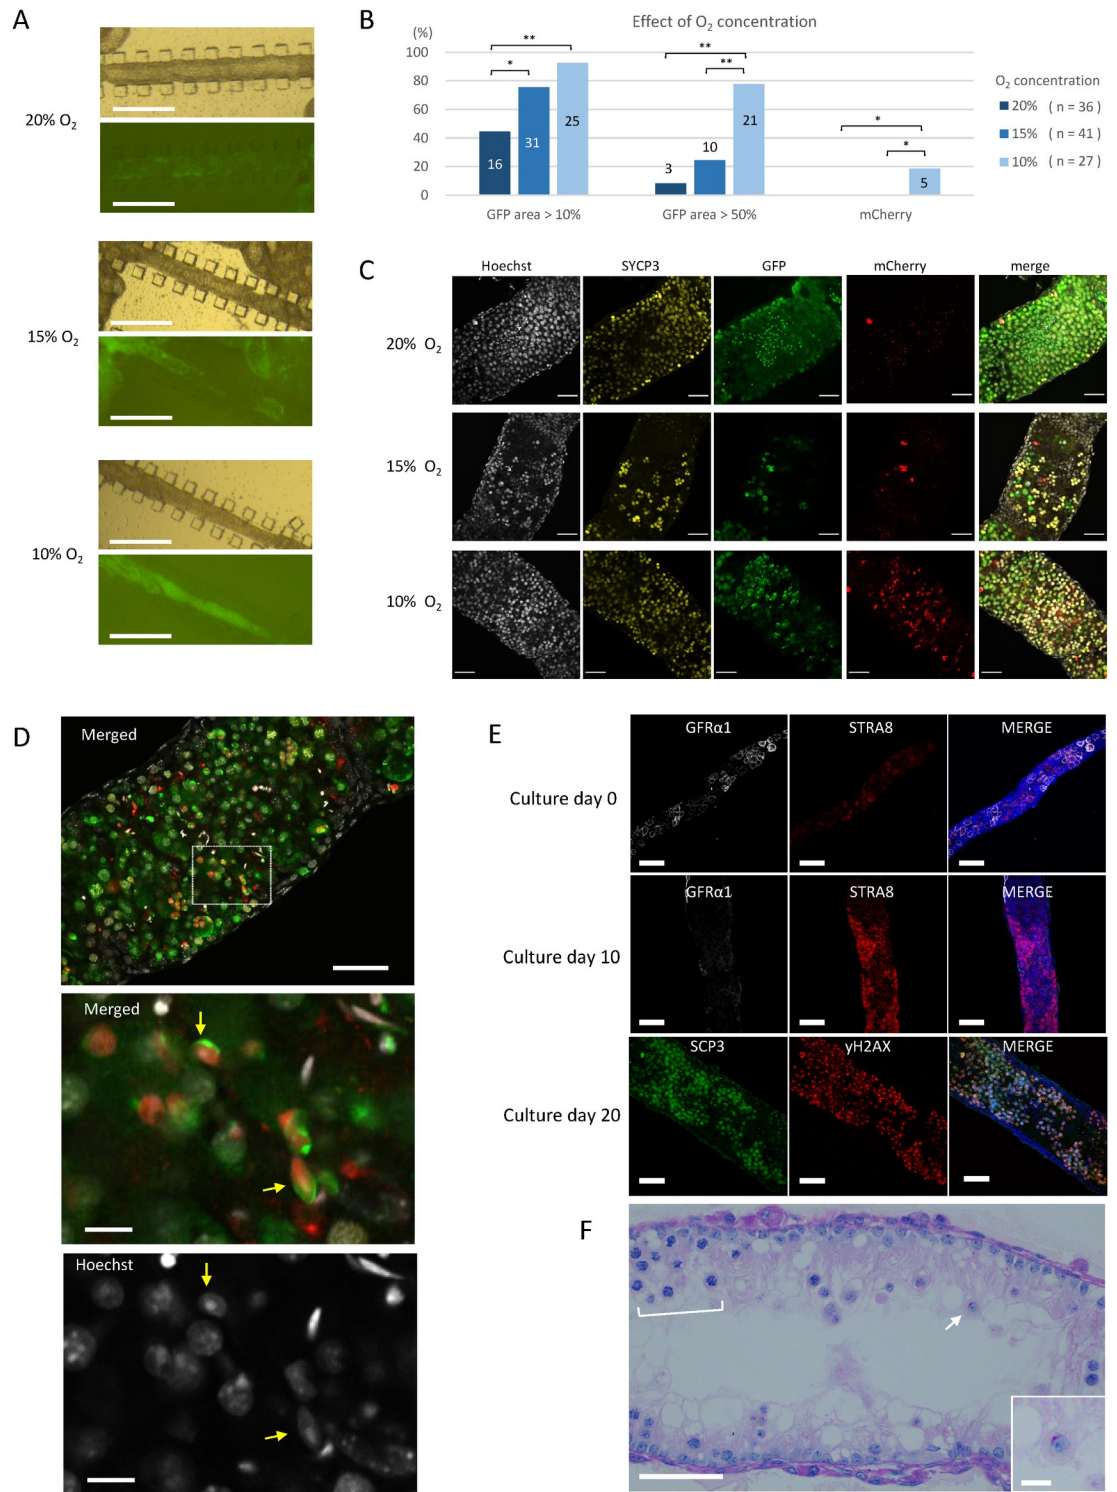 A
20% O2
15% O2
10% O2
B
Effect of O2 concentration
(%)
100
80
60
40
20
0
**
*
16
31
25
**
**
3
10
21
*
*
5
GFP area > 10%
GFP area > 50%
mCherry
O2 concentration
20% ( n = 36 )
15% ( n = 41 )
10% ( n = 27 )
C
Hoechst SYCP3 GFP mCherry merge
20% O2
15% O2
10% O2
D
Merged
Merged
Hoechst
E
GFRα1 STRA8 MERGE
Culture day 0
GFRα1 STRA8 MERGE
Culture day 10
SCP3 γH2AX MERGE
Culture day 20
F